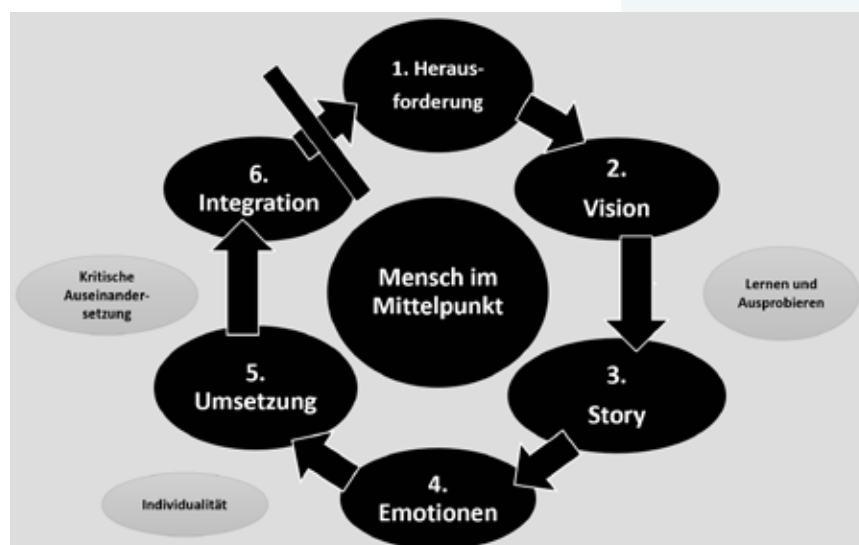 1. Heraus-
forderung
2.
Vision
3.
Story
4.
Emotionen
5.
Umsetzung
6.
Integration
Mensch im
Mittelpunkt
Lernen und
Ausprobieren
Individualität
Kritische
Auseinander-
setzung